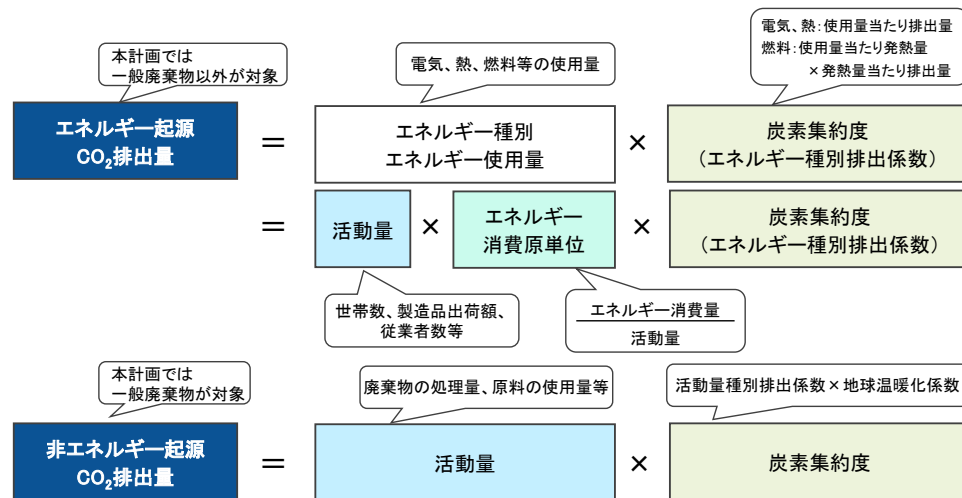 本計画では
一般廃棄物以外が対象
電気、熱、燃料等の使用量
電気、熱:使用量当たり排出量
燃料:使用量当たり発熱量
×発熱量当たり排出量
エネルギー起源
CO₂排出量
=
エネルギー種別
エネルギー使用量
×
炭素集約度
(エネルギー種別排出係数)
=
活動量
×
エネルギー
消費原単位
×
炭素集約度
(エネルギー種別排出係数)
世帯数、製造品出荷額、
従業者数等
エネルギー消費量
活動量
本計画では
一般廃棄物が対象
廃棄物の処理量、原料の使用量等
活動量種別排出係数×地球温暖化係数
非エネルギー起源
CO₂排出量
=
活動量
×
炭素集約度